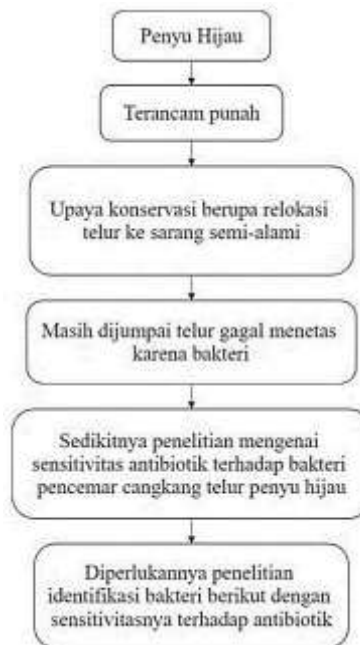 Penyu Hijau
Terancam punah
Upaya konservasi berupa relokasi
telur ke sarang semi-alami
Masih dijumpai telur gagal menetas
karena bakteri
Sedikitnya penelitian mengenai
sensitivitas antibiotik terhadap bakteri
pencemar cangkang telur penyu hijau
Diperlukannya penelitian
identifikasi bakteri berikut dengan
sensitivitasnya terhadap antibiotik